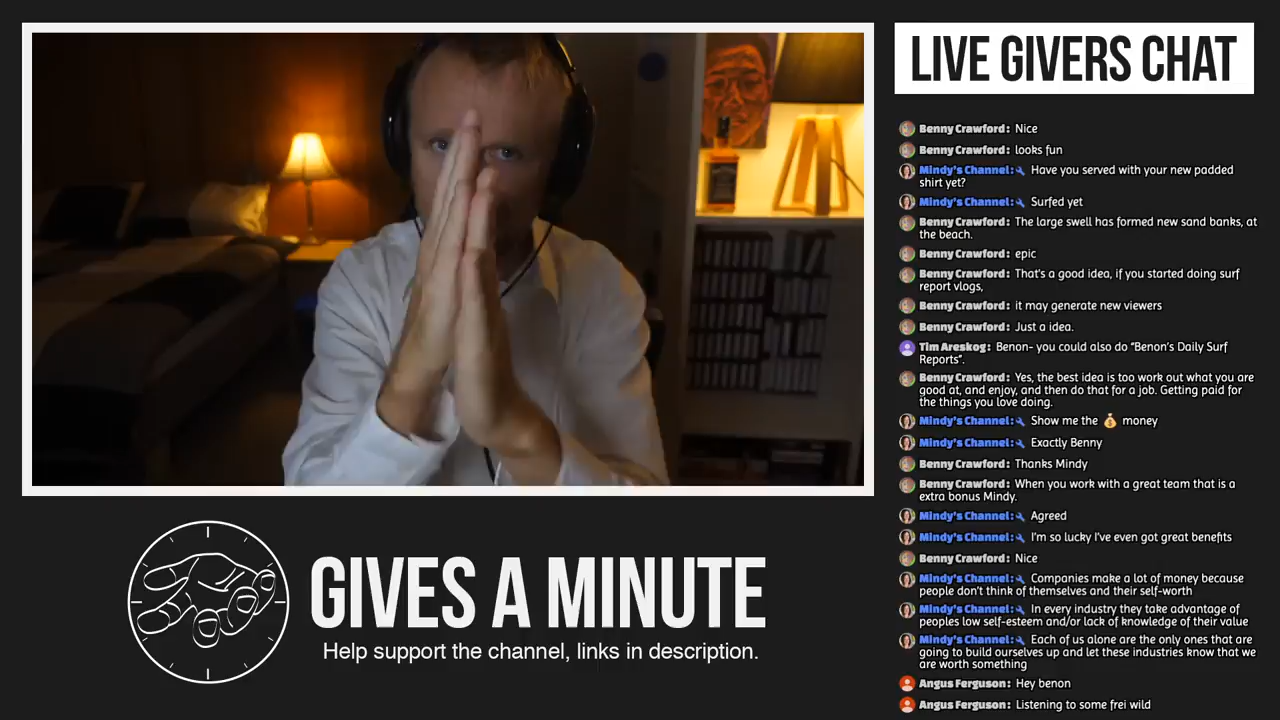 LIVE GIVERS CHAT
Benny Crawford: Nice
Benny Crawford: looks fun
Mindy's Channel: Have you served with your new padded
shirt yet?
Mindy's Channel: Surfed yet
Benny Crawford: The large swell has formed new sand banks, at
the beach.
Benny Crawford: epic
Benny Crawford: That's a good idea, if you started doing surf
report vlogs,
Benny Crawford: it may generate new viewers
Benny Crawford: Just a idea.
Tim Areskog: Benon- you could also do “Benon's Daily Surf
Reports”.
Benny Crawford: Yes, the best idea is too work out what you are
good at, and enjoy, and then do that for a job. Getting paid for
the things you love doing.
Mindy's Channel: Show me the 💰 money
Mindy's Channel: Exactly Benny
Benny Crawford: Thanks Mindy
Benny Crawford: When you work with a great team that is a
extra bonus Mindy.
Mindy's Channel: Agreed
Mindy's Channel: I'm so lucky I've even got great benefits
Benny Crawford: Nice
Mindy's Channel: Companies make a lot of money because
people don't think of themselves and their self-worth
Mindy's Channel: In every industry they take advantage of
peoples low self-esteem and/or lack of knowledge of their value
Mindy's Channel: Each of us alone are the only ones that are
going to build ourselves up and let these industries know that we
are worth something
Angus Ferguson: Hey benon
Angus Ferguson: Listening to some frei wild
GIVES A MINUTE
Help support the channel, links in description.